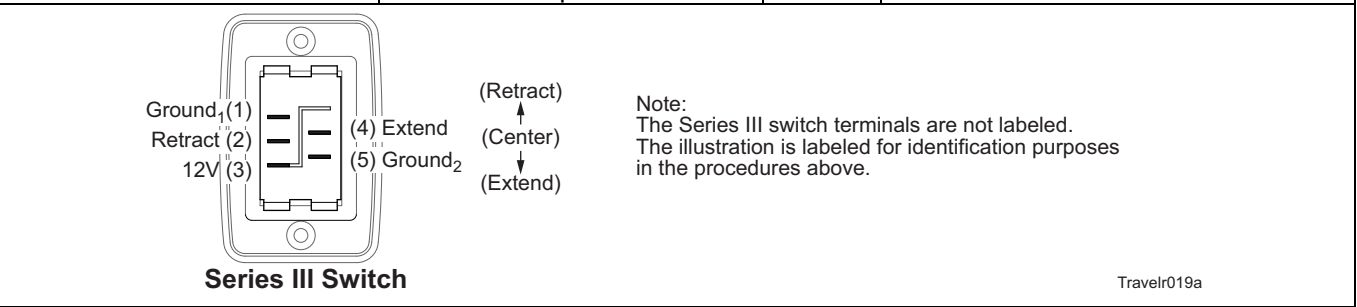 Ground₁(1)
Retract (2)
12V (3)
(4) Extend
(5) Ground₂
(Retract)
(Center)
(Extend)
Note:
The Series III switch terminals are not labeled.
The illustration is labeled for identification purposes
in the procedures above.
Series III Switch
Travelr019a